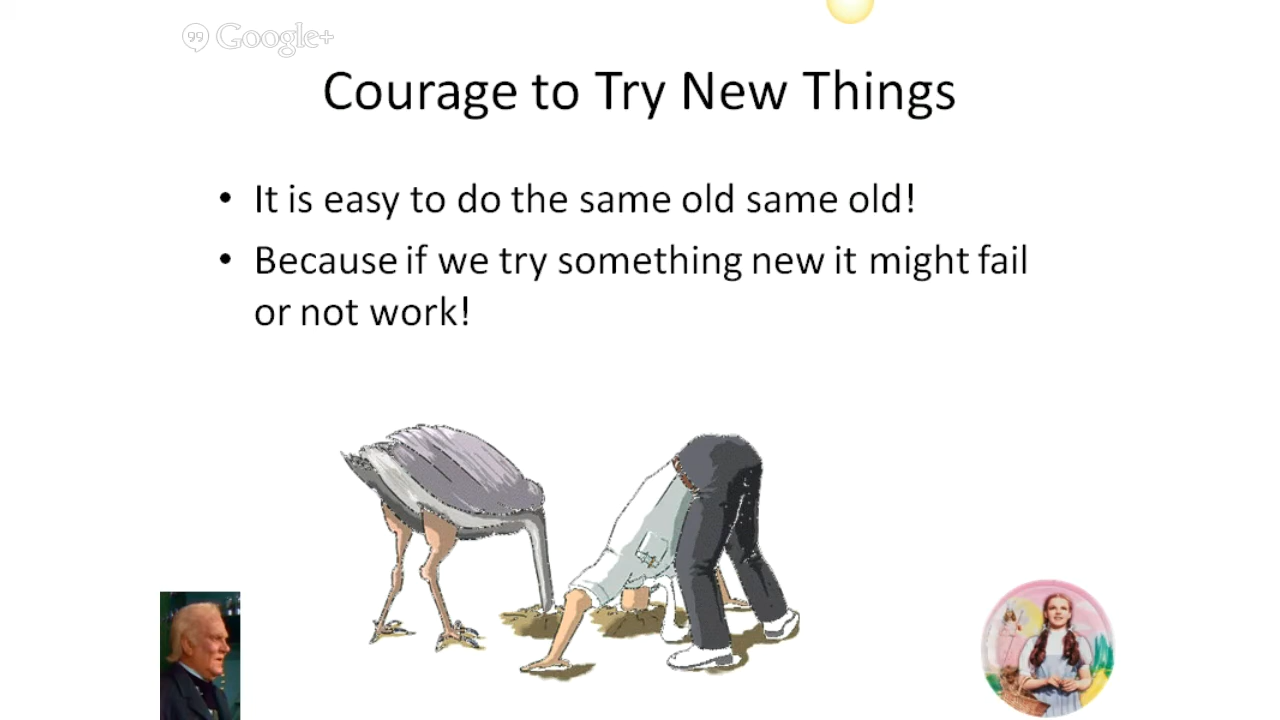 Google+
Courage to Try New Things
• It is easy to do the same old same old!
• Because if we try something new it might fail
or not work!